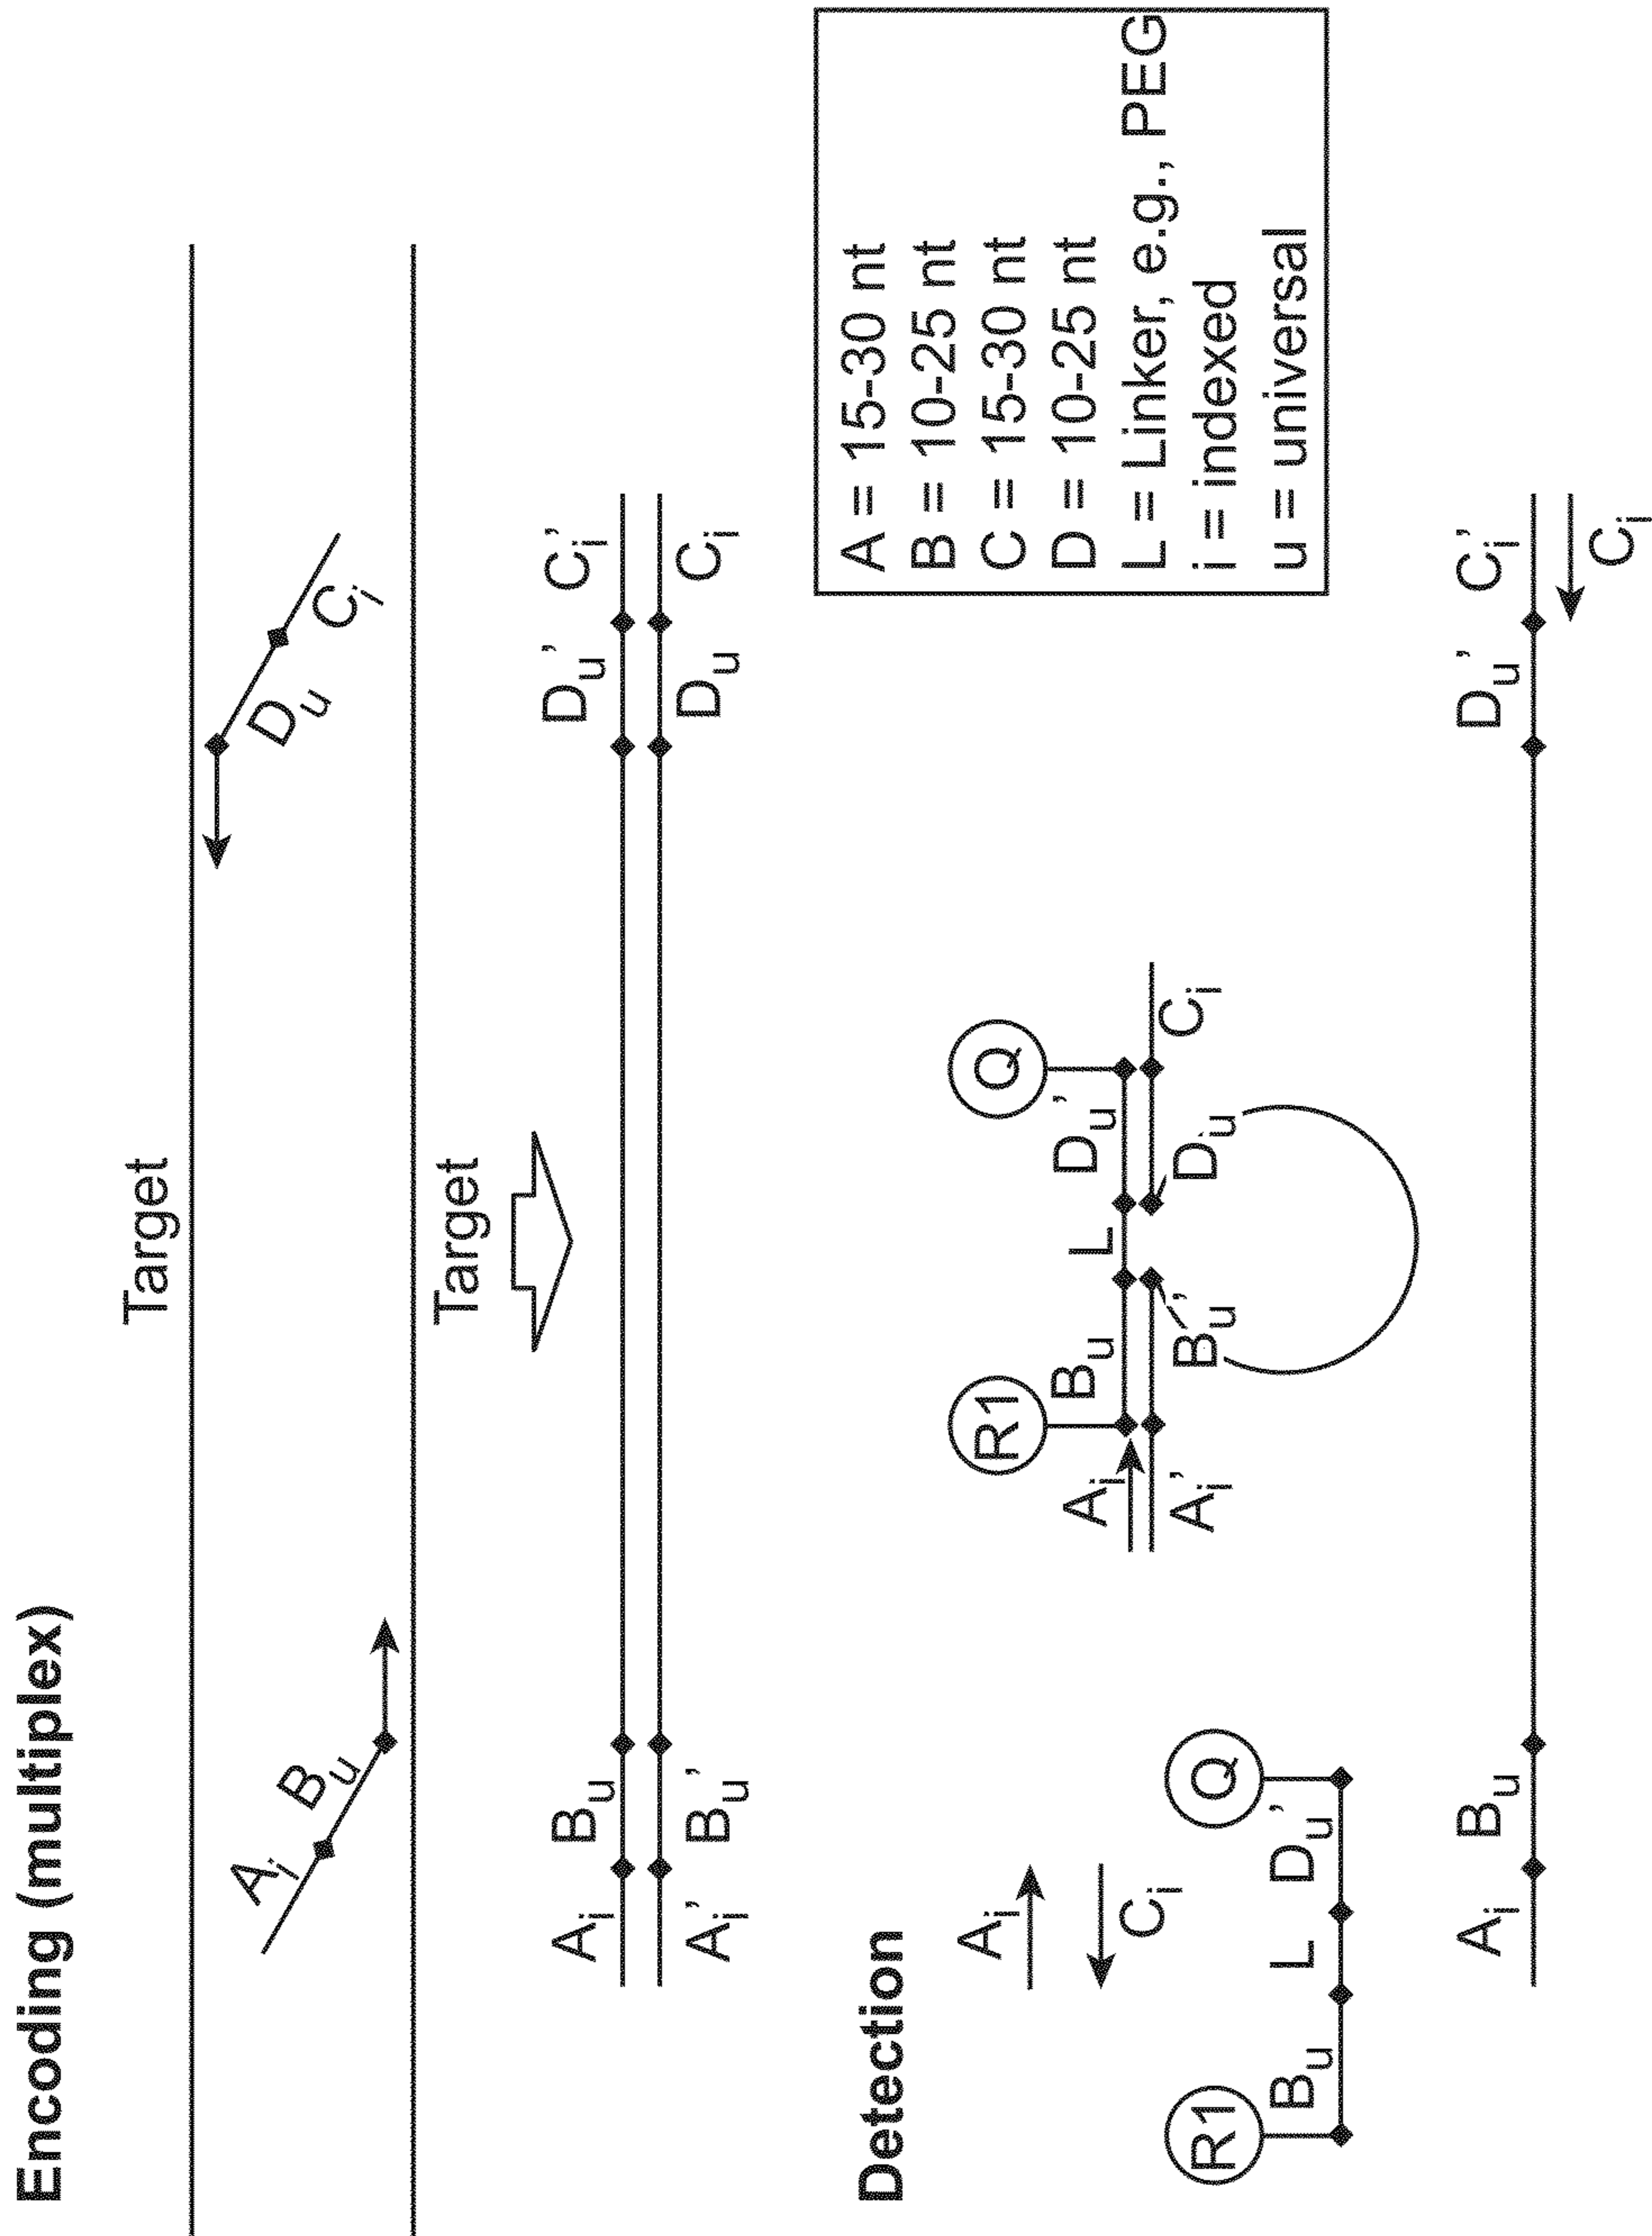 Encoding (multiplex)
Target
Aᵢ Bᵤ Dᵤ Cᵢ
Target
Aᵢ Bᵤ Dᵤ’ Cᵢ’
Aᵢ’ Bᵤ’ Dᵤ Cᵢ
Detection
Aᵢ
Cᵢ
R1 Q
Bᵤ L Dᵤ’
R1 Q
Aᵢ Bᵤ L Dᵤ’
Aᵢ’ Bᵤ’ Dᵤ Cᵢ
A = 15-30 nt
B = 10-25 nt
C = 15-30 nt
D = 10-25 nt
L = Linker, e.g., PEG
i = indexed
u = universal
Aᵢ Bᵤ Dᵤ’ Cᵢ’
Cᵢ